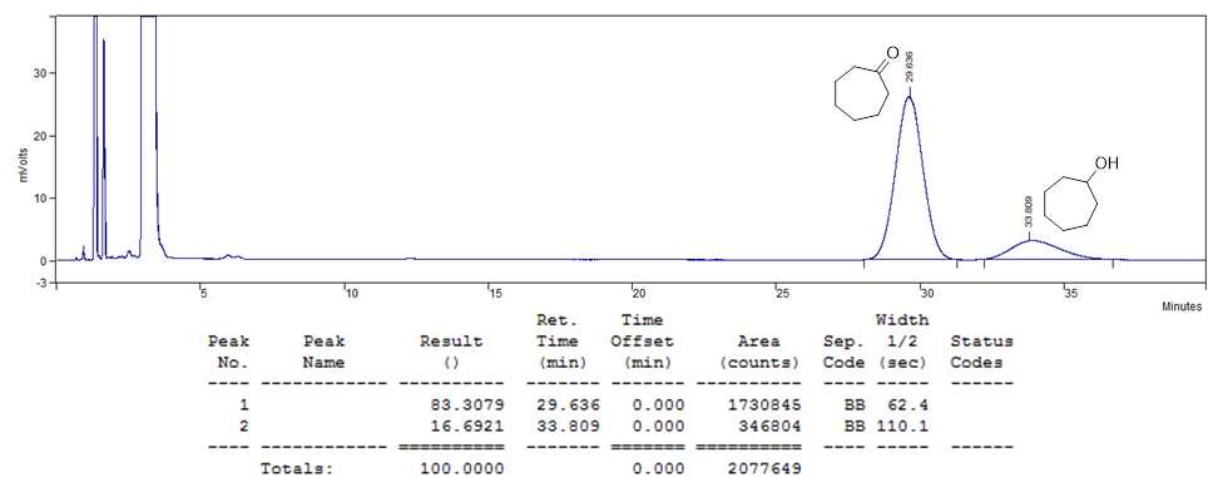 30
20
10
0
-3
mVolts
O
29.636
OH
33.809
5
10
15
20
25
30
35
Minutes
Ret. Time Width
Peak Peak Result Time Offset Area Sep. 1/2 Status
No. Name () (min) (min) (counts) Code (sec) Codes
---- ------------ ---------- ------- ------- ---------- ---- ----- ------
1 83.3079 29.636 0.000 1730845 BB 62.4
2 16.6921 33.809 0.000 346804 BB 110.1
---- ------------ ========== ------- ======= ========== ---- ----- ------
Totals: 100.0000 0.000 2077649